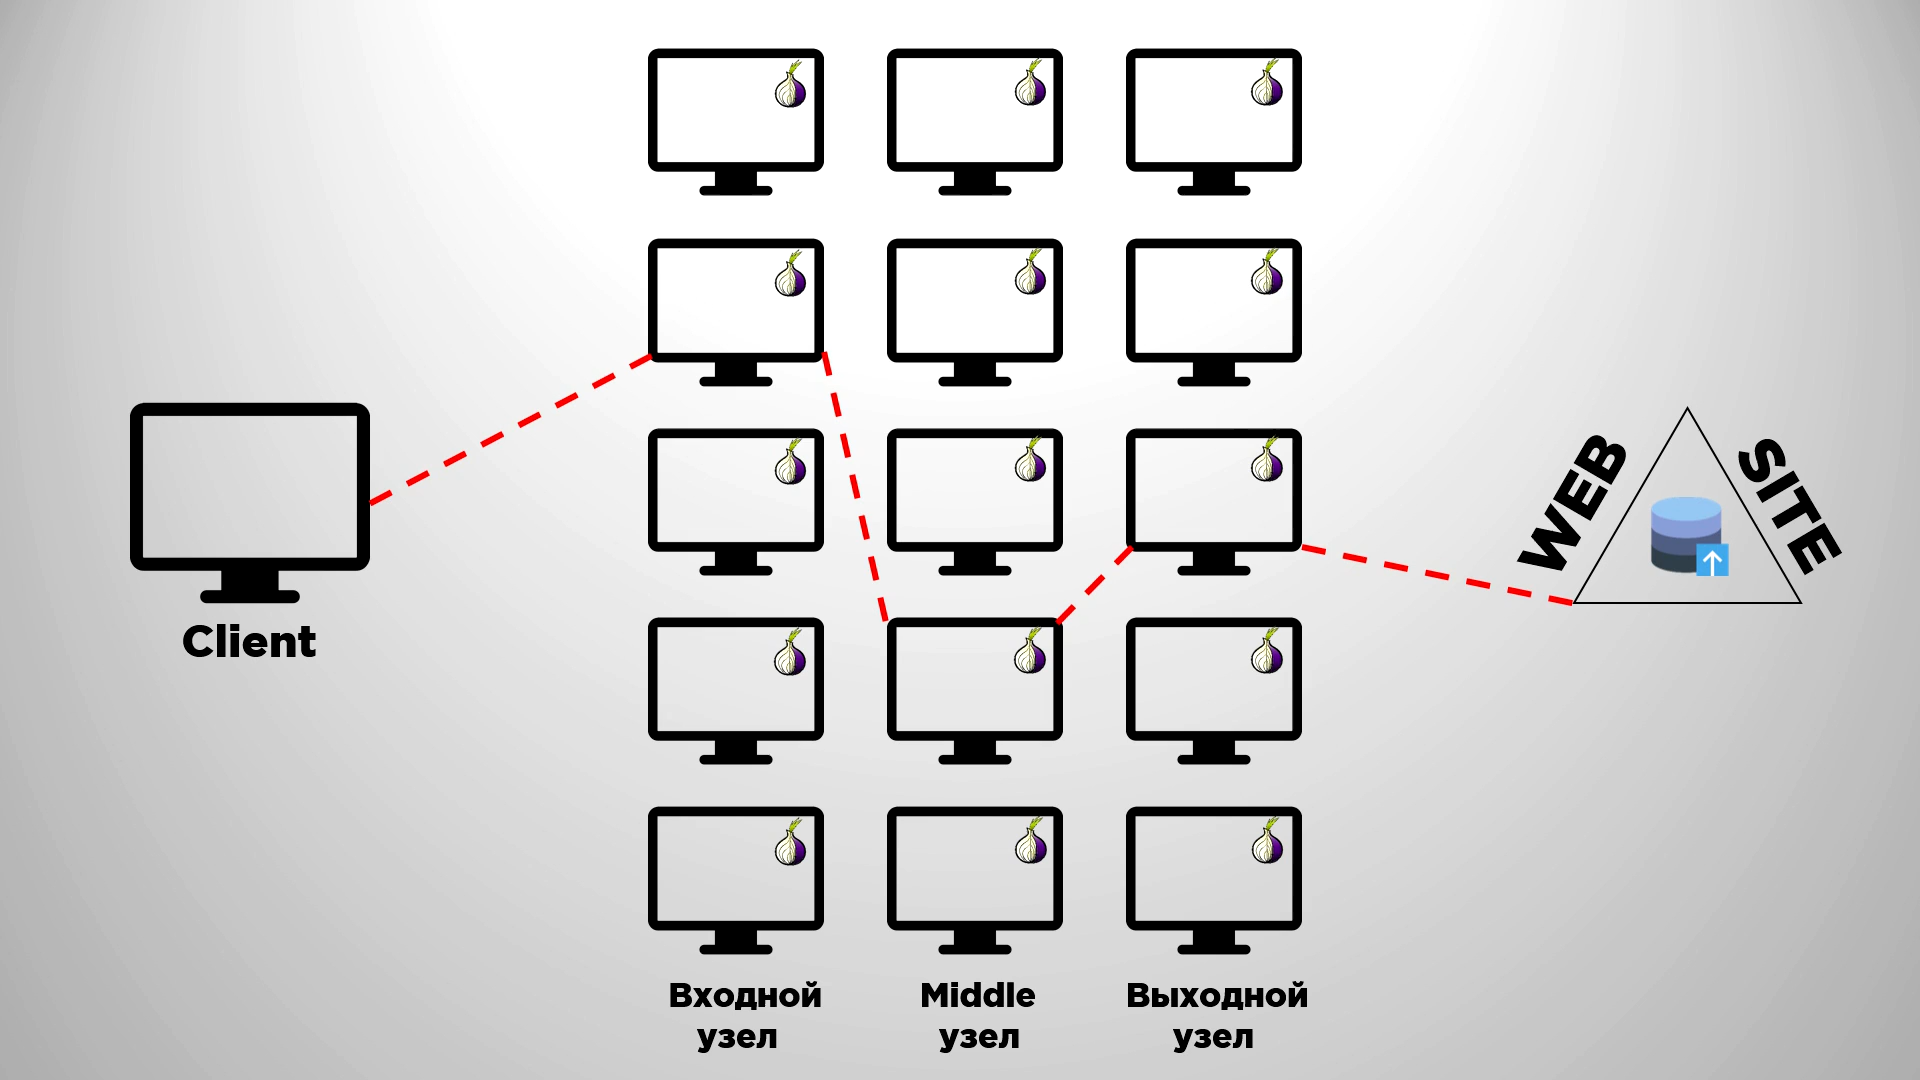 Client
WEB
SITE
Входной
узел
Middle
узел
Выходной
узел